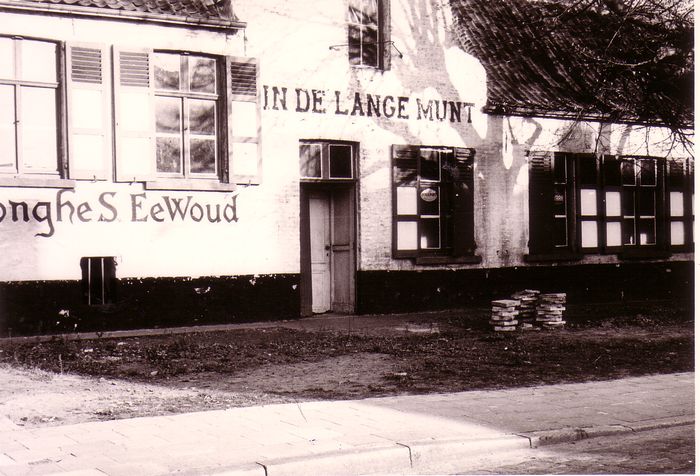 IN DE LANGE MUNT
onghe S. EeWoud